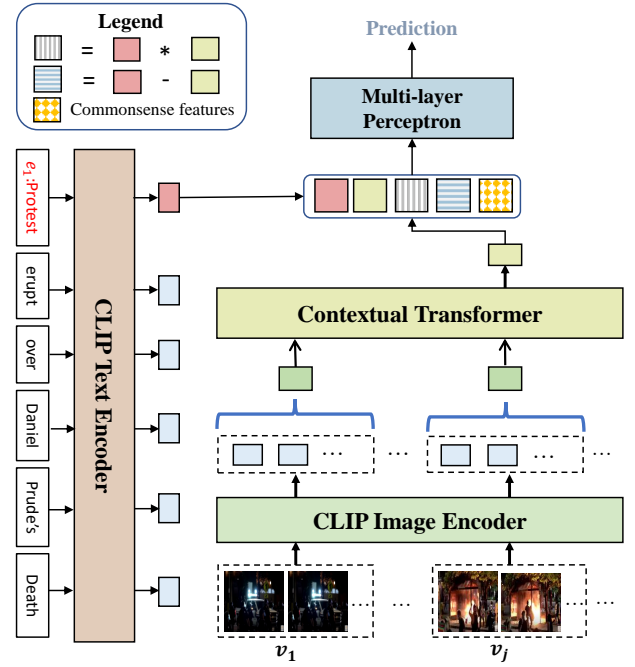 Legend
= *
= -
Commonsense features
Prediction
Multi-layer
Perceptron
e₁:Protest
erupt
over
Daniel
Prude's
Death
CLIP Text Encoder
Contextual Transformer
... ... ... ...
CLIP Image Encoder
... ... ... ...
v₁ vⱼ